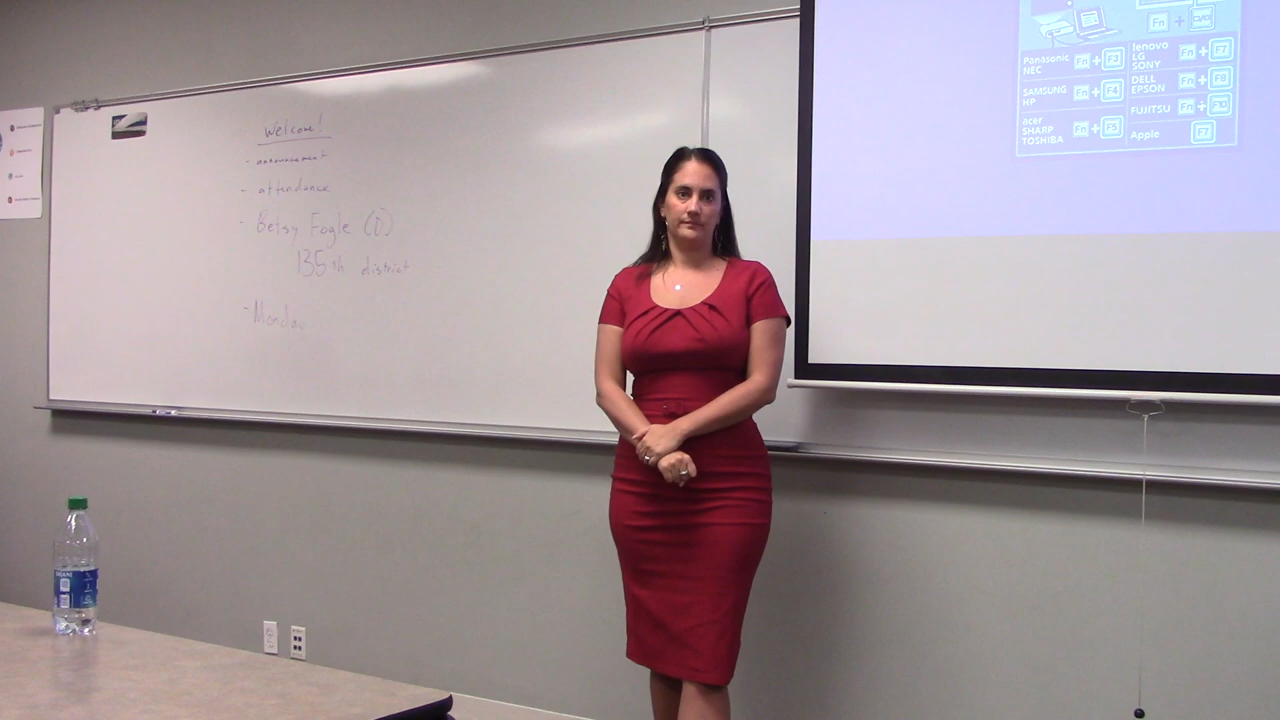 Welcome!
- announcement
- attendance
- Betsy Fogle (D)
135th district
- Monday
Fn +
Panasonic
NEC
Fn + F3
lenovo
LG
SONY
Fn + F7
SAMSUNG
HP
Fn + F4
DELL
EPSON
Fn + F8
acer
SHARP
TOSHIBA
Fn + F5
FUJITSU
Fn + F10
Apple
F7